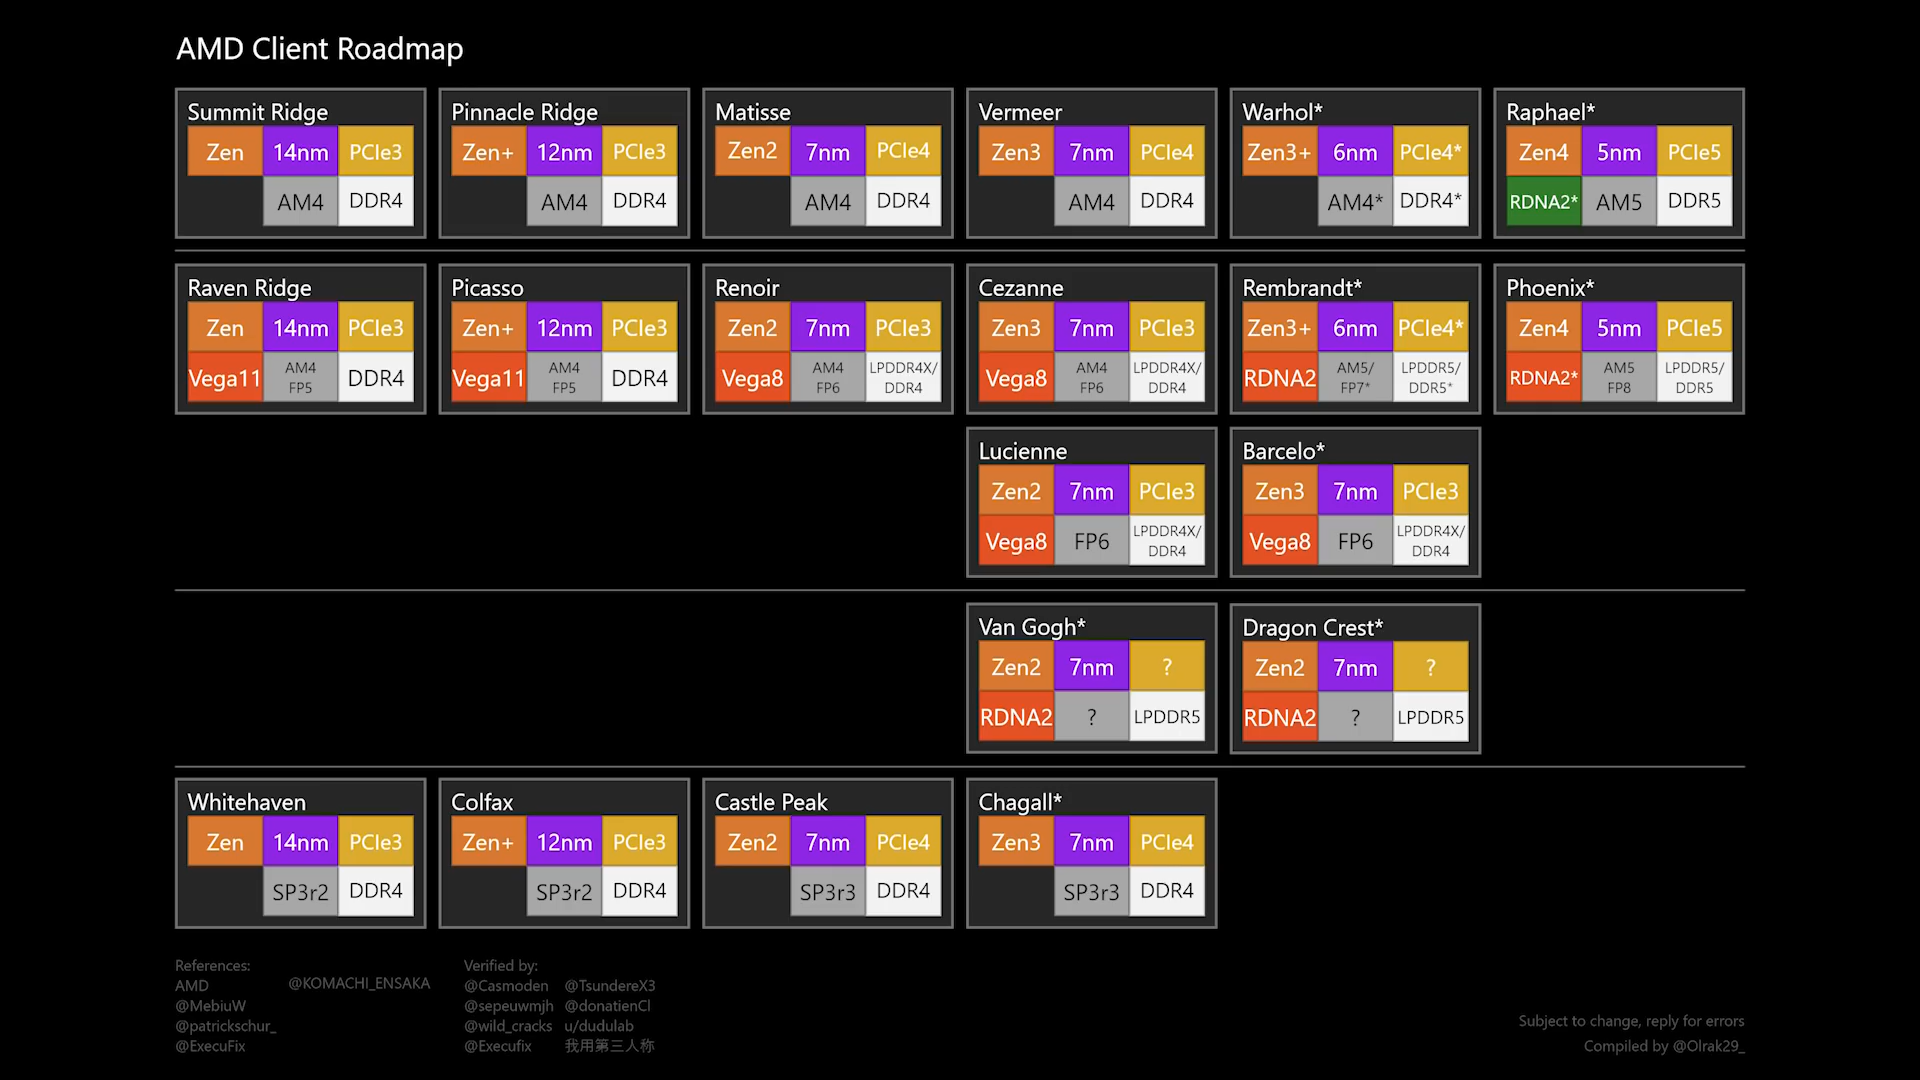 AMD Client Roadmap
Summit Ridge
Zen 14nm PCIe3
AM4 DDR4
Pinnacle Ridge
Zen+ 12nm PCIe3
AM4 DDR4
Matisse
Zen2 7nm PCIe4
AM4 DDR4
Vermeer
Zen3 7nm PCIe4
AM4 DDR4
Warhol*
Zen3+ 6nm PCIe4*
AM4* DDR4*
Raphael*
Zen4 5nm PCIe5
RDNA2* AM5 DDR5
Raven Ridge
Zen 14nm PCIe3
Vega11 AM4 FP5 DDR4
Picasso
Zen+ 12nm PCIe3
Vega11 AM4 FP5 DDR4
Renoir
Zen2 7nm PCIe3
Vega8 AM4 FP6 LPDDR4X/ DDR4
Cezanne
Zen3 7nm PCIe3
Vega8 AM4 FP6 LPDDR4X/ DDR4
Rembrandt*
Zen3+ 6nm PCIe4*
RDNA2 AM5/ FP7* LPDDR5/ DDR5*
Phoenix*
Zen4 5nm PCIe5
RDNA2* AM5 FP8 LPDDR5/ DDR5
Lucienne
Zen2 7nm PCIe3
Vega8 FP6 LPDDR4X/ DDR4
Barcelo*
Zen3 7nm PCIe3
Vega8 FP6 LPDDR4X/ DDR4
Van Gogh*
Zen2 7nm ?
RDNA2 ? LPDDR5
Dragon Crest*
Zen2 7nm ?
RDNA2 ? LPDDR5
Whitehaven
Zen 14nm PCIe3
SP3r2 DDR4
Colfax
Zen+ 12nm PCIe3
SP3r2 DDR4
Castle Peak
Zen2 7nm PCIe4
SP3r3 DDR4
Chagall*
Zen3 7nm PCIe4
SP3r3 DDR4
References:
AMD @KOMACHI_ENSAKA
@MebiuW
@patrickschur_
@ExecuFix
Verified by:
@Casmoden @TsundereX3
@sepeuwmjh @donatienCl
@wild_cracks u/dudulab
@Execufix 我用第三人称
Subject to change, reply for errors
Compiled by @Olrak29_